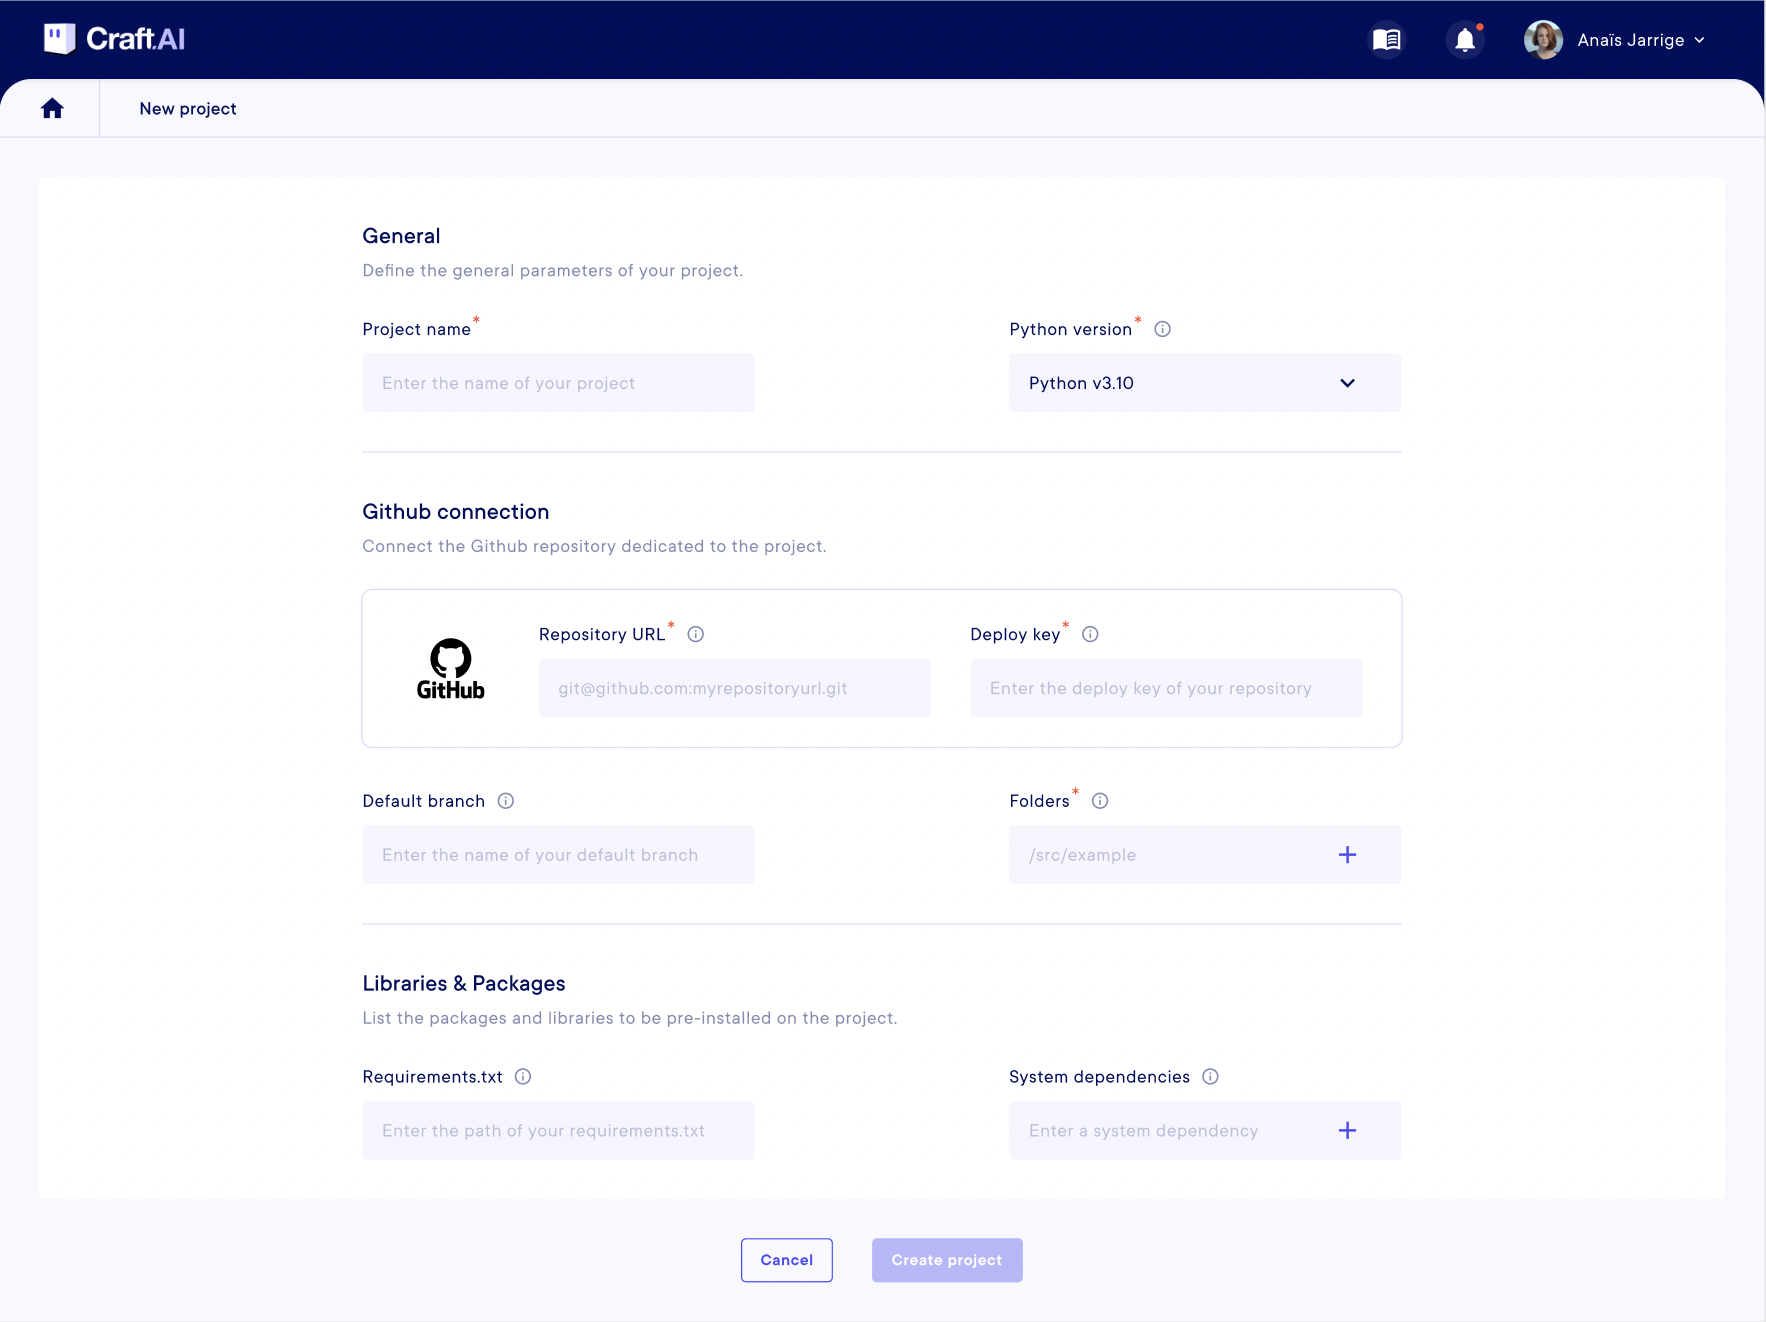 Craft.AI
Anaïs Jarrige
New project
General
Define the general parameters of your project.
Project name*
Python version*
Enter the name of your project
Python v3.10
Github connection
Connect the Github repository dedicated to the project.
GitHub
Repository URL*
Deploy key*
git@github.com:myrepositoryurl.git
Enter the deploy key of your repository
Default branch
Folders*
Enter the name of your default branch
/src/example
Libraries & Packages
List the packages and libraries to be pre-installed on the project.
Requirements.txt
System dependencies
Enter the path of your requirements.txt
Enter a system dependency
Cancel
Create project